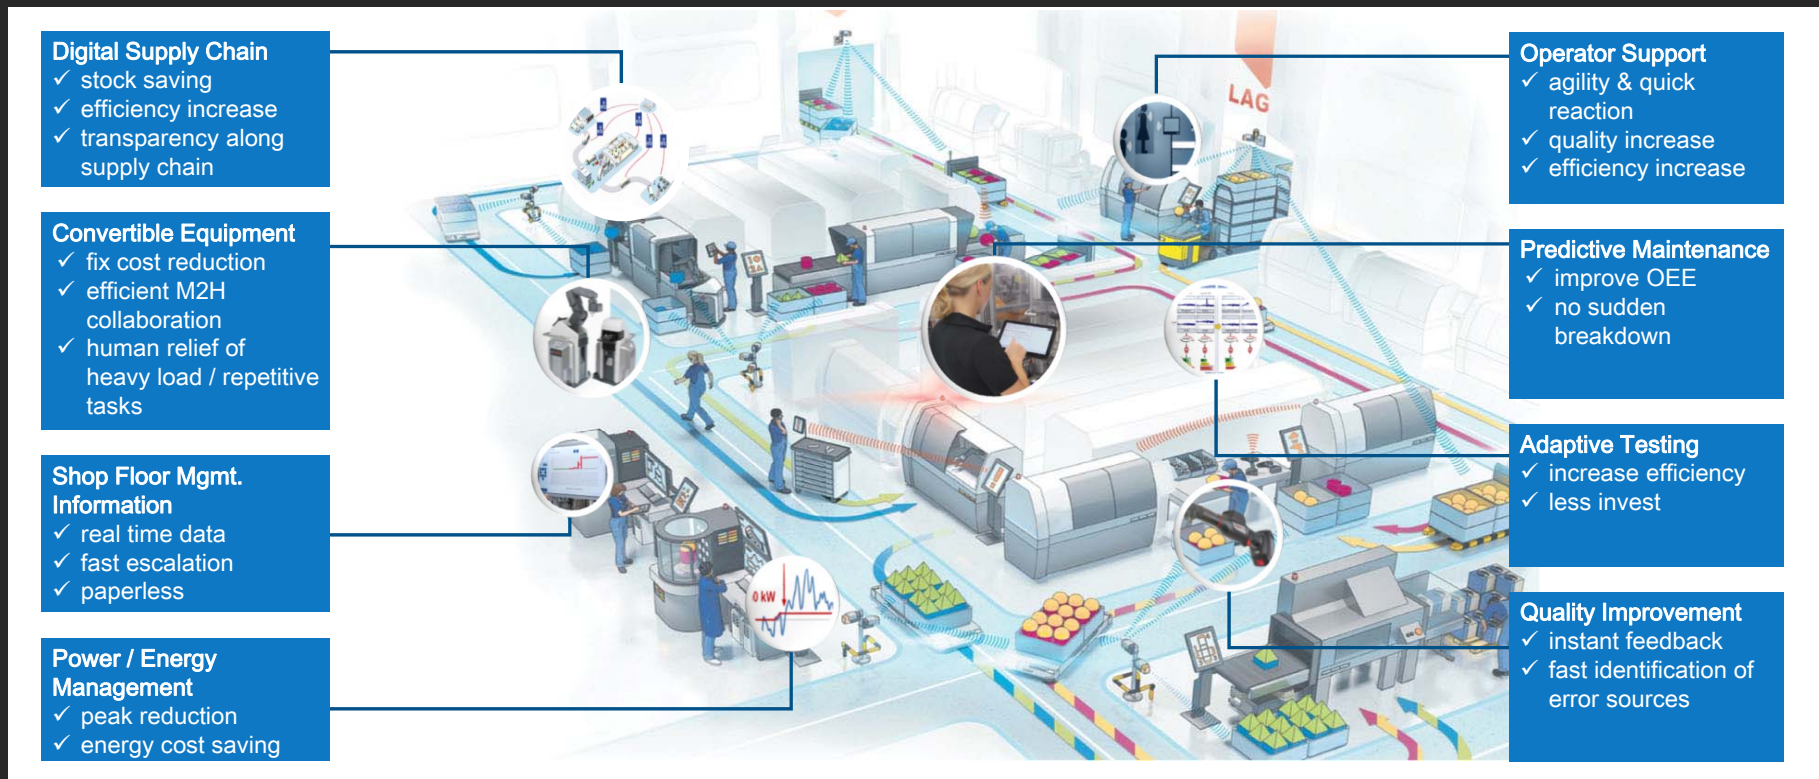 Digital Supply Chain
✓ stock saving
✓ efficiency increase
✓ transparency along
supply chain
Convertible Equipment
✓ fix cost reduction
✓ efficient M2H
collaboration
✓ human relief of
heavy load / repetitive
tasks
Shop Floor Mgmt.
Information
✓ real time data
✓ fast escalation
✓ paperless
Power / Energy
Management
✓ peak reduction
✓ energy cost saving
LAG
0 kW
Operator Support
✓ agility & quick
reaction
✓ quality increase
✓ efficiency increase
Predictive Maintenance
✓ improve OEE
✓ no sudden
breakdown
Adaptive Testing
✓ increase efficiency
✓ less invest
Quality Improvement
✓ instant feedback
✓ fast identification of
error sources